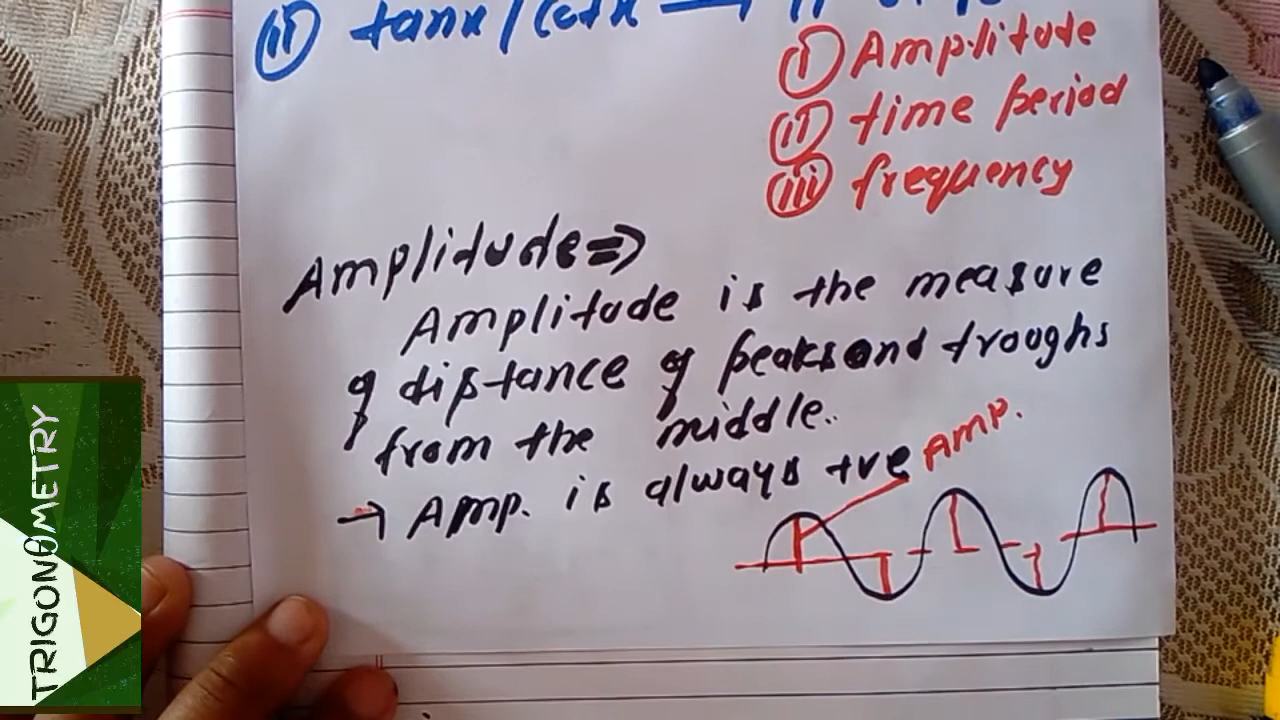 (ii) tanx/cotx →
(i) Amplitude
(ii) time period
(iii) frequency
Amplitude ⇒
Amplitude is the measure
of distance of peaks and troughs
from the middle.
→ Amp. is always +ve
Amp.
TRIGONOMETRY